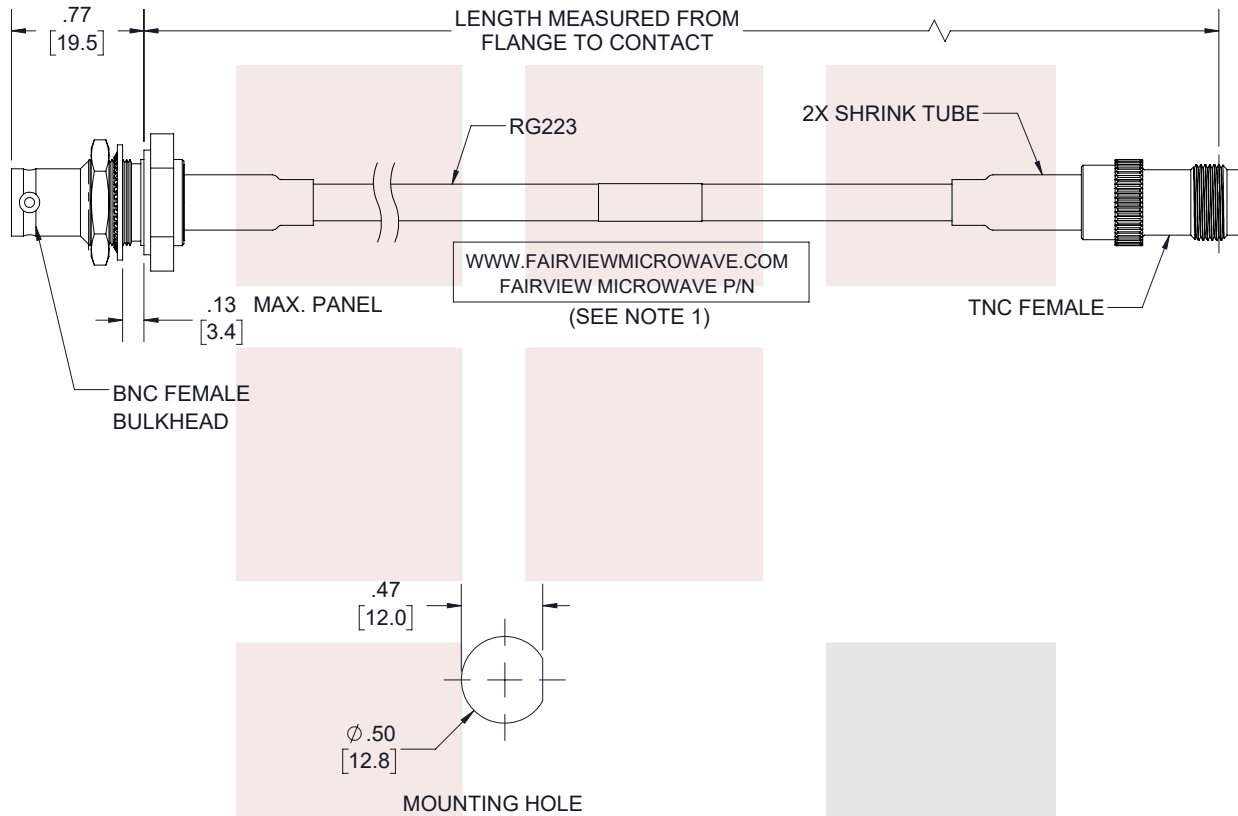 .77
[19.5]
LENGTH MEASURED FROM
FLANGE TO CONTACT
RG223
2X SHRINK TUBE
WWW.FAIRVIEWMICROWAVE.COM
FAIRVIEW MICROWAVE P/N
(SEE NOTE 1)
.13 MAX. PANEL
[3.4]
TNC FEMALE
BNC FEMALE
BULKHEAD
.47
[12.0]
Ø.50
[12.8]
MOUNTING HOLE